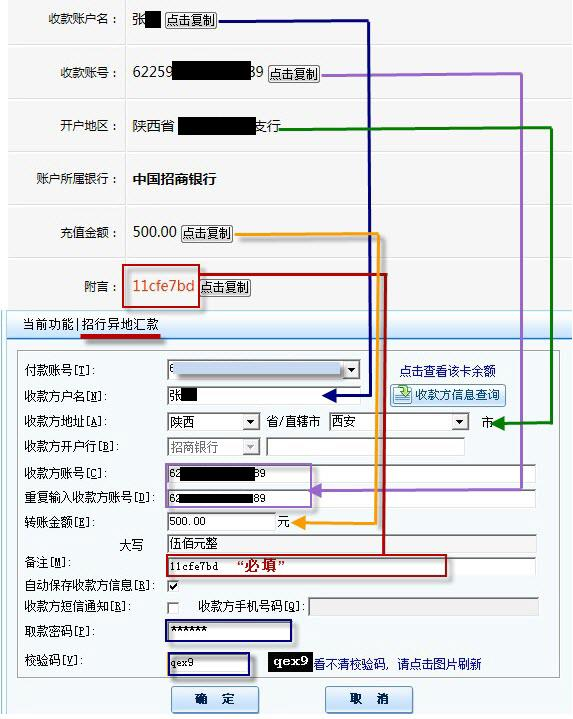 收款账户名： 张 点击复制
收款账号： 62259 89 点击复制
开户地区： 陕西省 支行
账户所属银行： 中国招商银行
充值金额： 500.00 点击复制
附言： 11cfe7bd 点击复制
当前功能|招行异地汇款
付款账号[T]: 6 点击查看该卡余额
收款方户名[N]: 张 收款方信息查询
收款方地址[A]: 陕西 省/直辖市 西安 市
收款方开户行[B]: 招商银行
收款方账号[C]: 62 89
重复输入收款方账号[D]: 62 89
转账金额[E]: 500.00 元
大写 伍佰元整
备注[M]: 11cfe7bd “必填”
自动保存收款方信息[L]:
收款方短信通知[R]: 收款方手机号码[Q]:
取款密码[P]: ******
校验码[Y]: qex9 qex9 看不清校验码，请点击图片刷新
确 定 取 消